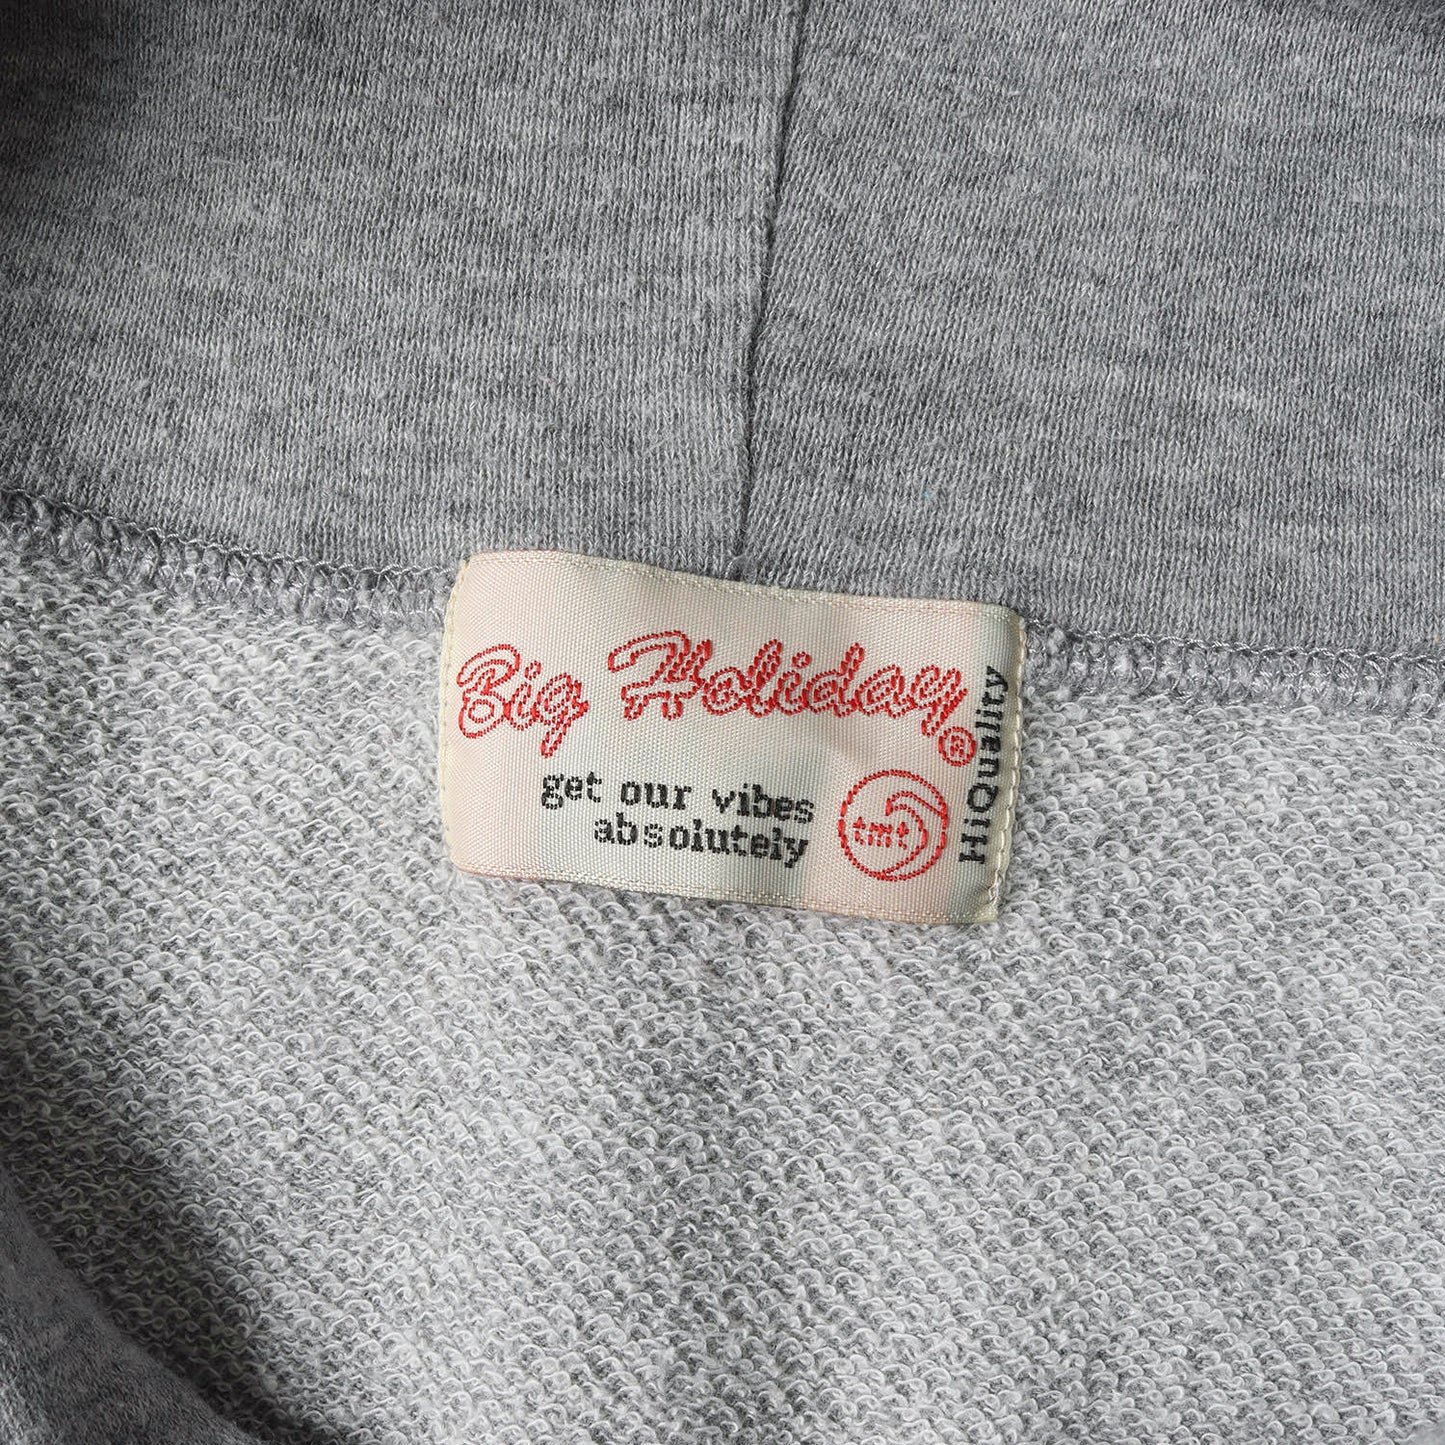 Big Holiday®
get our vibes
absolutely
tmt
HiQuality